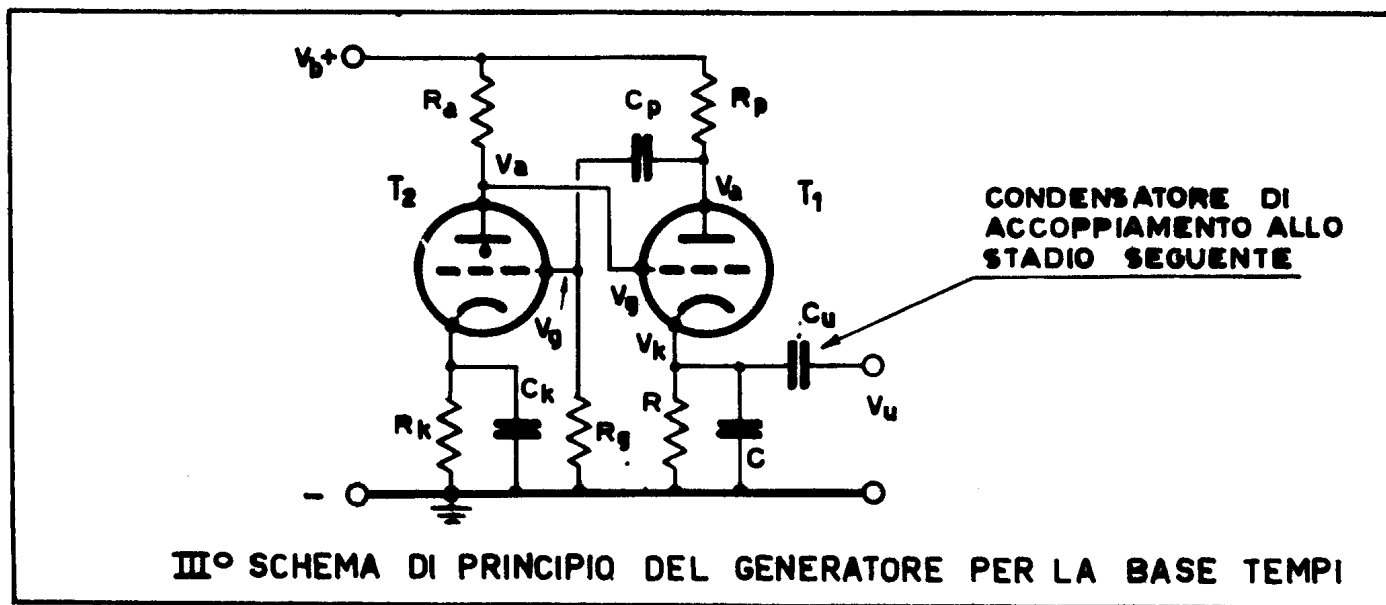 Vb+
Ra
Cp
Rp
Va
T2
Va
T1
CONDENSATORE DI
ACCOPPIAMENTO ALLO
STADIO SEGUENTE
Vg
Vg
Vk
Cu
Ck
Rk
Rg
R
C
Vu
-
IIIº SCHEMA DI PRINCIPIO DEL GENERATORE PER LA BASE TEMPI